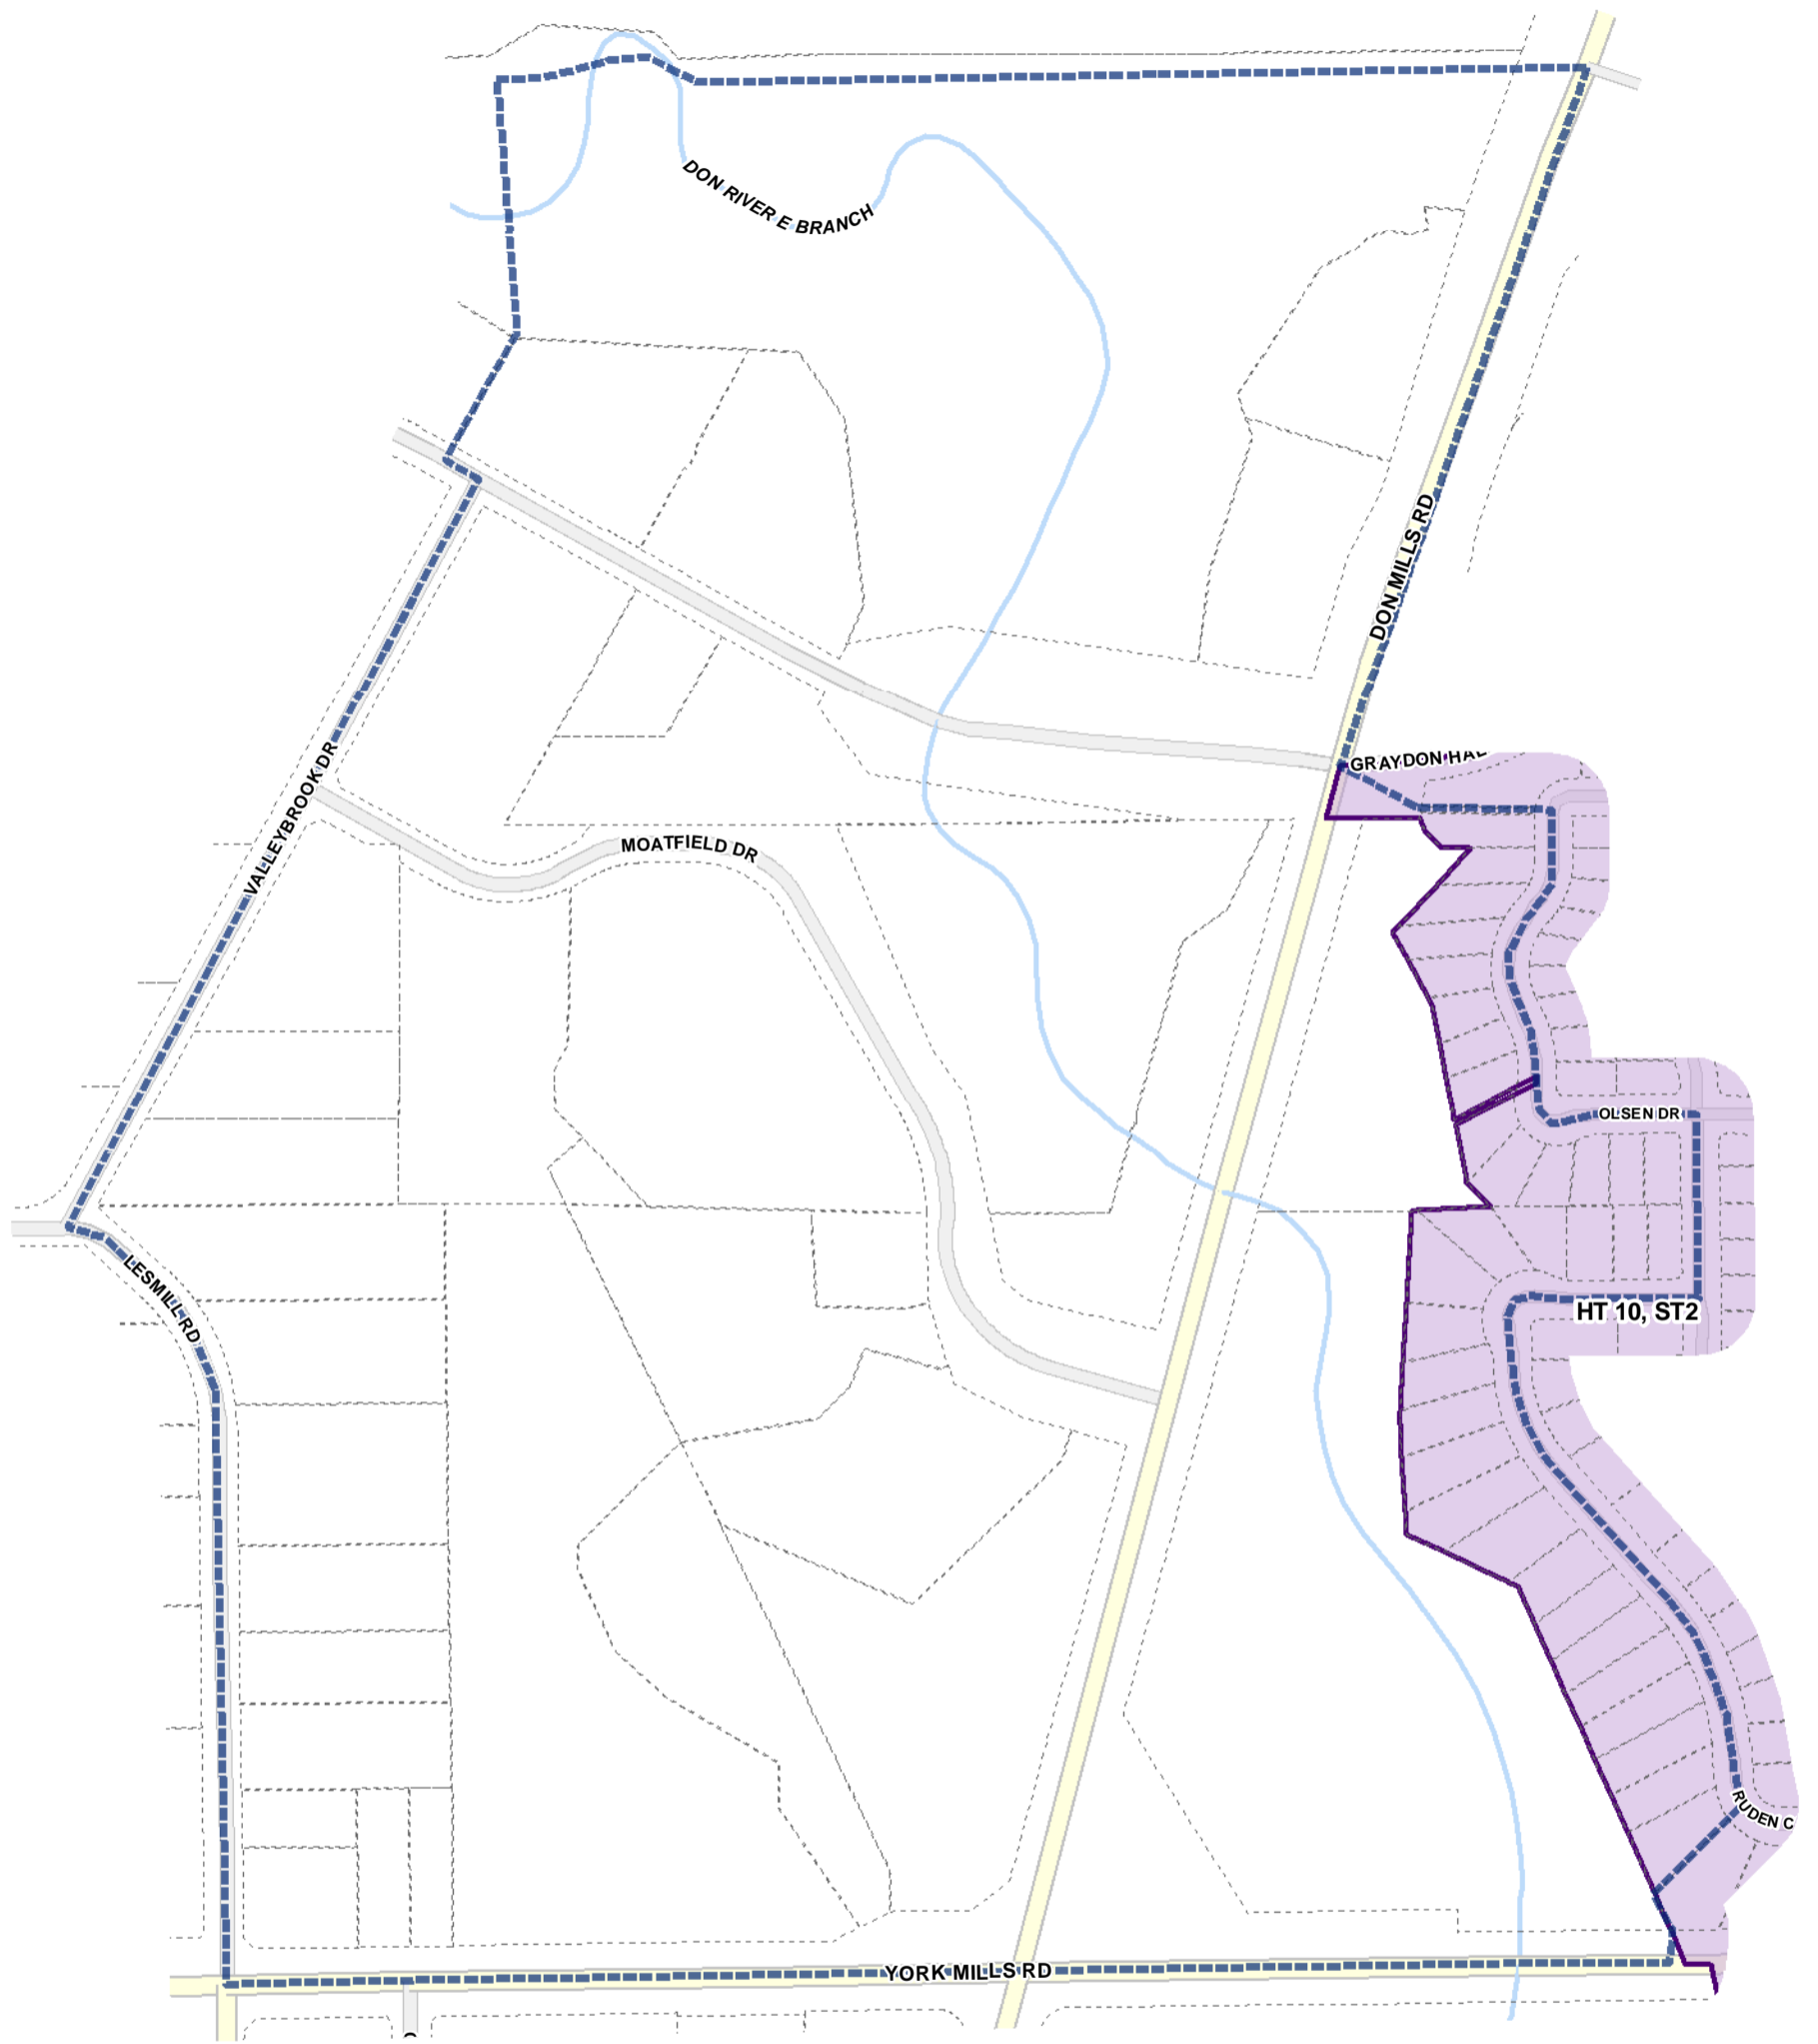 DON RIVER E BRANCH
DON MILLS RD
GRAYDON HAL
VALLEYBROOK DR
MOATFIELD DR
OLSEN DR
LESMILL RD
HT 10, ST2
RUDEN C
YORK MILLS RD